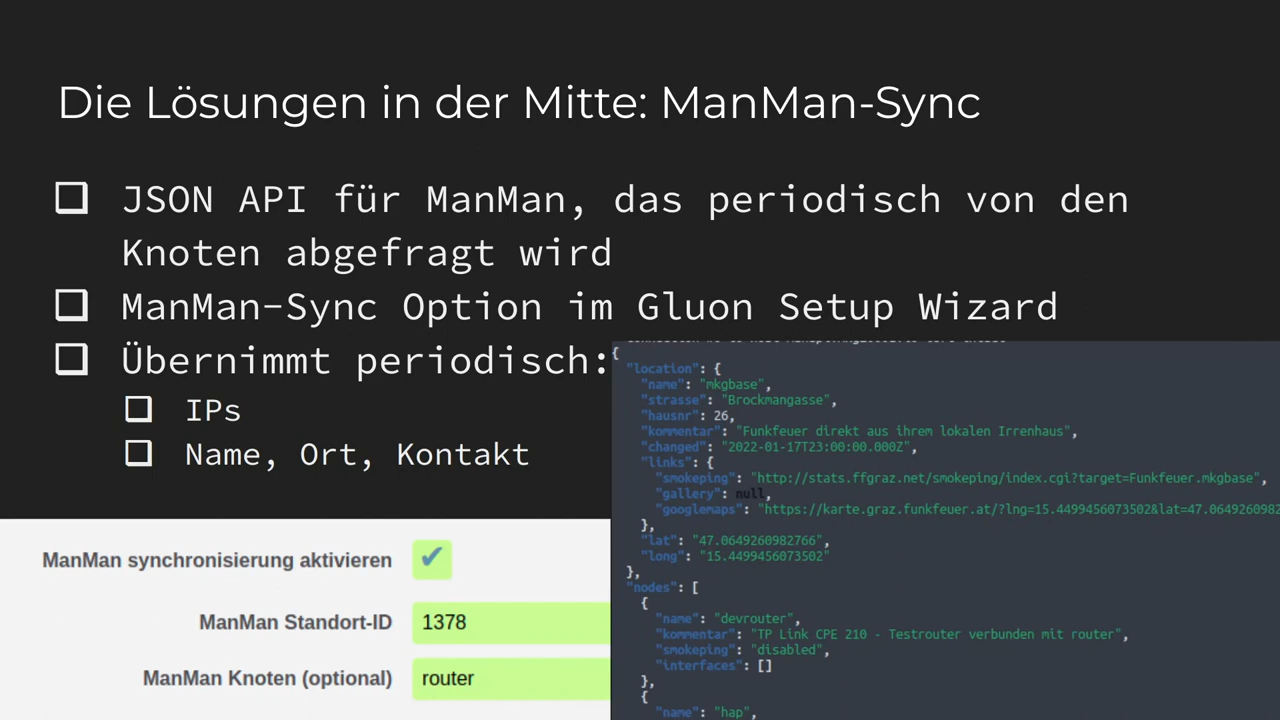 Die Lösungen in der Mitte: ManMan-Sync
JSON API für ManMan, das periodisch von den
Knoten abgefragt wird
ManMan-Sync Option im Gluon Setup Wizard
Übernimmt periodisch:
IPs
Name, Ort, Kontakt
ManMan synchronisierung aktivieren
ManMan Standort-ID 1378
ManMan Knoten (optional) router
{
"location": {
"name": "mkgbase",
"strasse": "Brockmangasse",
"hausnr": 26,
"kommentar": "Funkfeuer direkt aus ihrem lokalen Irrenhaus",
"changed": "2022-01-17T23:00:00.000Z",
"links": {
"smokeping": "http://stats.ffgraz.net/smokeping/index.cgi?target=Funkfeuer.mkgbase",
"gallery": null,
"googlemaps": "https://karte.graz.funkfeuer.at/?lng=15.4499456073502&lat=47.0649260982
},
"lat": "47.0649260982766",
"long": "15.4499456073502"
},
"nodes": [
{
"name": "devrouter",
"kommentar": "TP Link CPE 210 - Testrouter verbunden mit router",
"smokeping": "disabled",
"interfaces": []
},
{
"name": "hap",